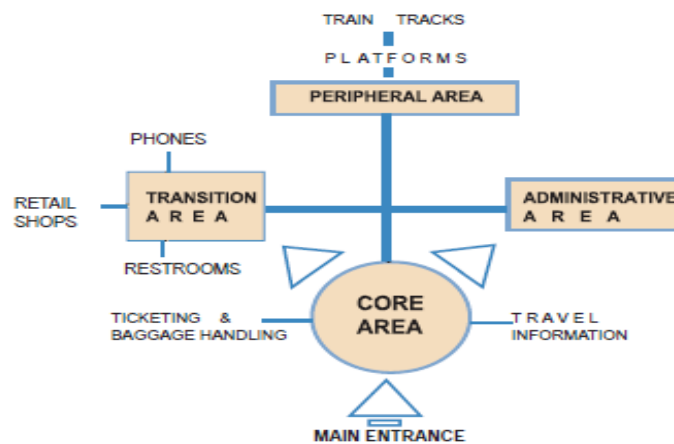 TRAIN TRACKS
PLATFORMS
PERIPHERAL AREA
PHONES
RETAIL
SHOPS
TRANSITION
AREA
ADMINISTRATIVE
AREA
RESTROOMS
CORE
AREA
TICKETING &
BAGGAGE HANDLING
TRAVEL
INFORMATION
MAIN ENTRANCE